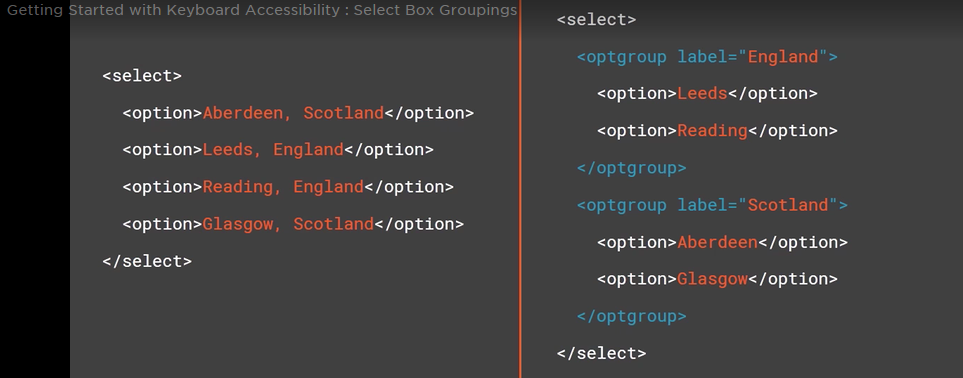 Getting Started with Keyboard Accessibility : Select Box Groupings
<select>
<option>Aberdeen, Scotland</option>
<option>Leeds, England</option>
<option>Reading, England</option>
<option>Glasgow, Scotland</option>
</select>
<select>
<optgroup label="England">
<option>Leeds</option>
<option>Reading</option>
</optgroup>
<optgroup label="Scotland">
<option>Aberdeen</option>
<option>Glasgow</option>
</optgroup>
</select>